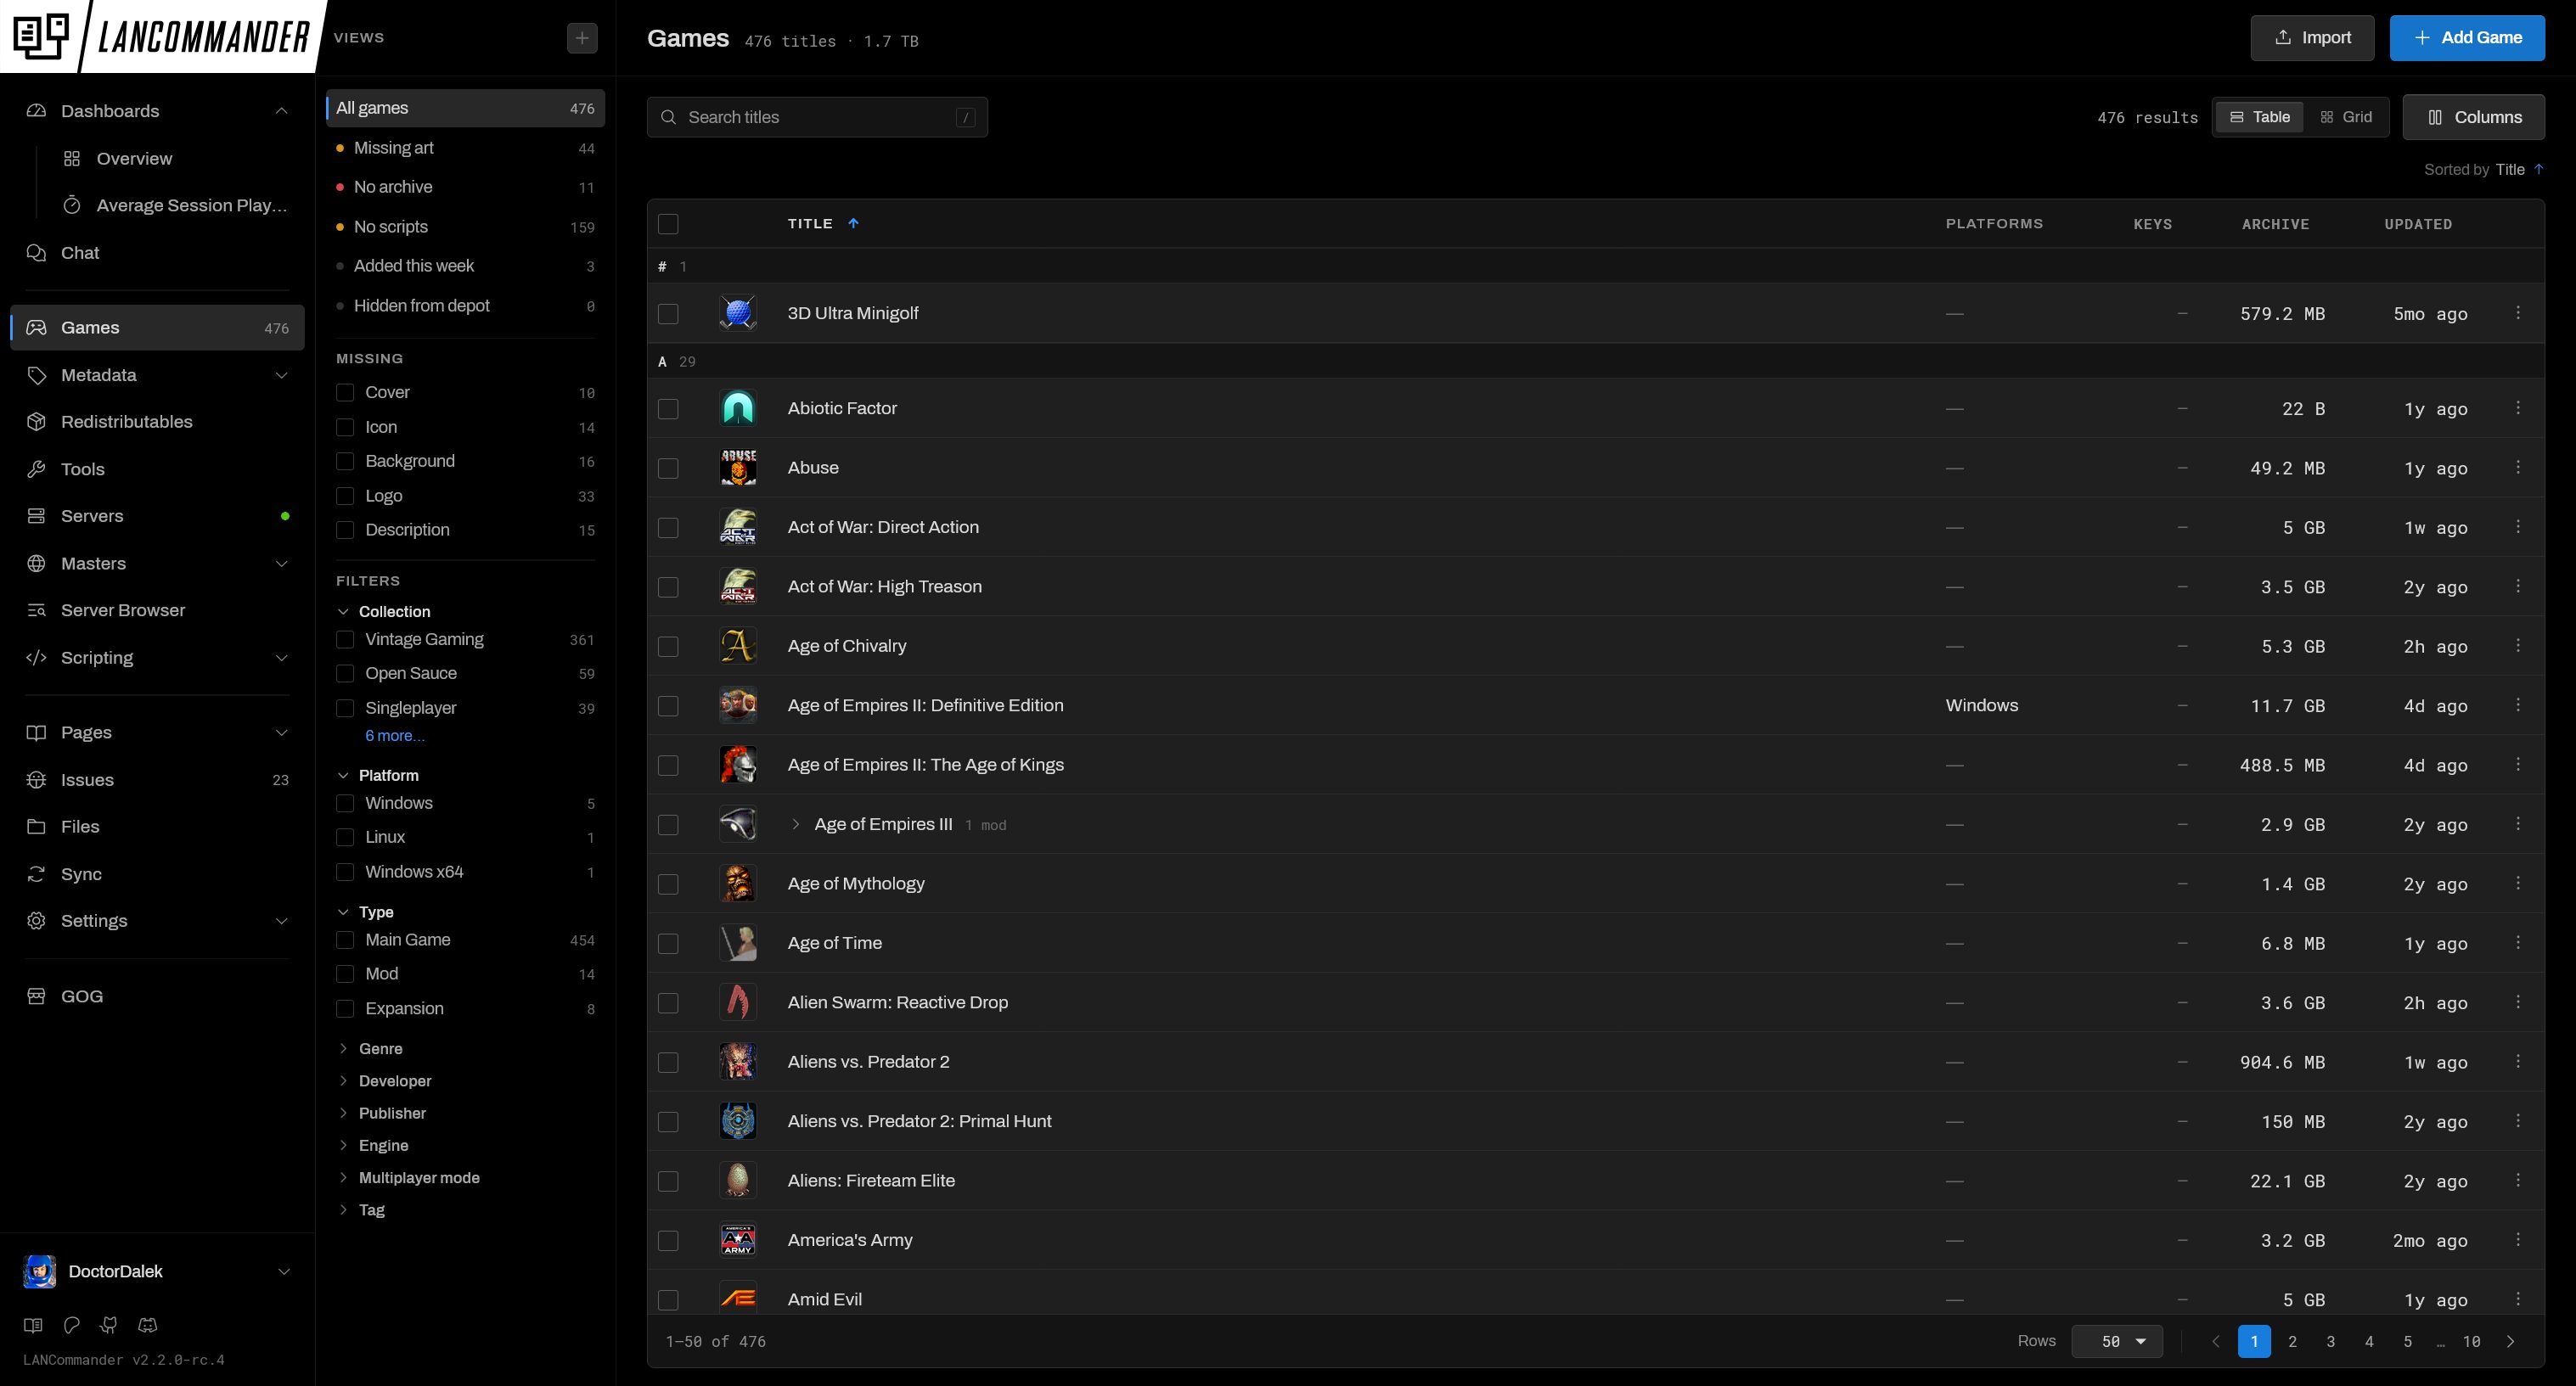 LANCOMMANDER
Dashboards
Overview
Average Session Play...
Chat
Games 476
Metadata
Redistributables
Tools
Servers
Masters
Server Browser
Scripting
Pages
Issues 23
Files
Sync
Settings
GOG
DoctorDalek
LANCommander v2.2.0-rc.4
VIEWS
All games 476
Missing art 44
No archive 11
No scripts 159
Added this week 3
Hidden from depot 0
MISSING
Cover 10
Icon 14
Background 16
Logo 33
Description 15
FILTERS
Collection
Vintage Gaming 361
Open Sauce 59
Singleplayer 39
6 more...
Platform
Windows 5
Linux 1
Windows x64 1
Type
Main Game 454
Mod 14
Expansion 8
Genre
Developer
Publisher
Engine
Multiplayer mode
Tag
Games 476 titles · 1.7 TB
Import
+ Add Game
Search titles /
476 results
Table Grid
Columns
Sorted by Title ↑
TITLE ↑ PLATFORMS KEYS ARCHIVE UPDATED
# 1
3D Ultra Minigolf — – 579.2 MB 5mo ago
A 29
Abiotic Factor — – 22 B 1y ago
ABUSE Abuse — – 49.2 MB 1y ago
ACT OF WAR Act of War: Direct Action — – 5 GB 1w ago
ACT OF WAR Act of War: High Treason — – 3.5 GB 2y ago
A Age of Chivalry — – 5.3 GB 2h ago
Age of Empires II: Definitive Edition Windows – 11.7 GB 4d ago
Age of Empires II: The Age of Kings — – 488.5 MB 4d ago
Age of Empires III 1 mod — – 2.9 GB 2y ago
Age of Mythology — – 1.4 GB 2y ago
Age of Time — – 6.8 MB 1y ago
Alien Swarm: Reactive Drop — – 3.6 GB 2h ago
Aliens vs. Predator 2 — – 904.6 MB 1w ago
Aliens vs. Predator 2: Primal Hunt — – 150 MB 2y ago
Aliens: Fireteam Elite — – 22.1 GB 2y ago
AMERICA'S AA ARMY America's Army — – 3.2 GB 2mo ago
Amid Evil — – 5 GB 1y ago
1–50 of 476
Rows 50
1 2 3 4 5 … 10